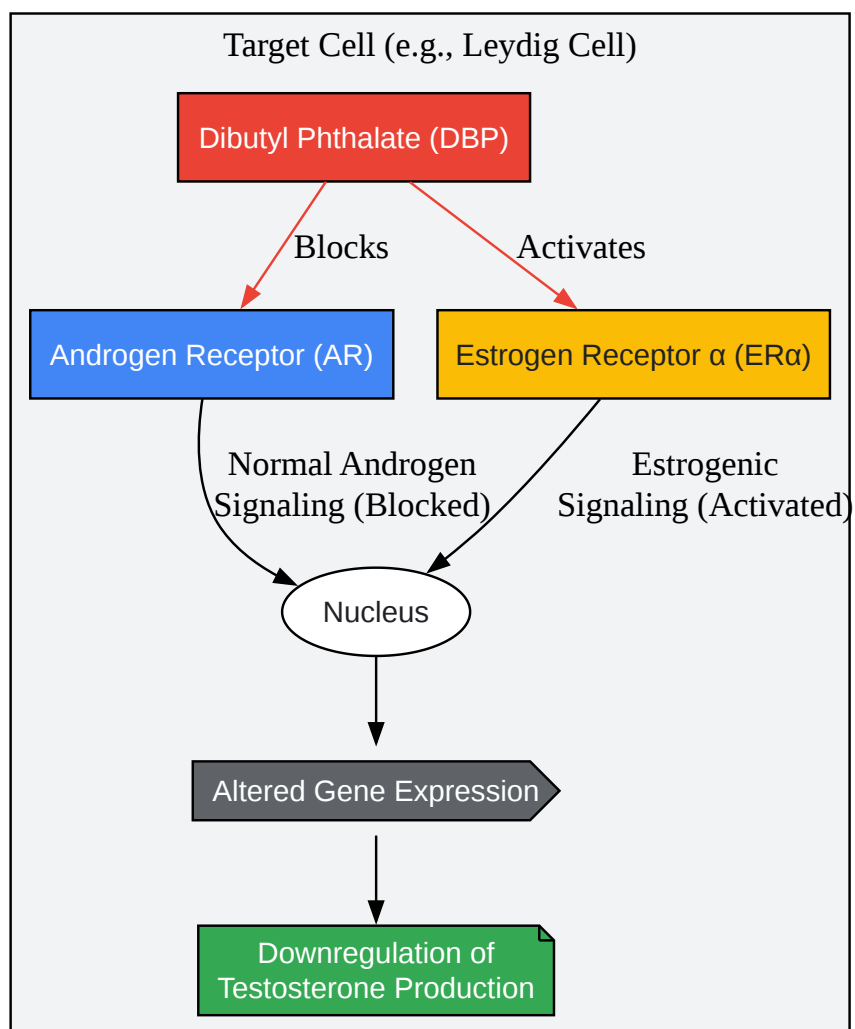 Target Cell (e.g., Leydig Cell)
Dibutyl Phthalate (DBP)
Blocks
Activates
Androgen Receptor (AR)
Estrogen Receptor α (ERα)
Normal Androgen
Signaling (Blocked)
Estrogenic
Signaling (Activated)
Nucleus
Altered Gene Expression
Downregulation of
Testosterone Production